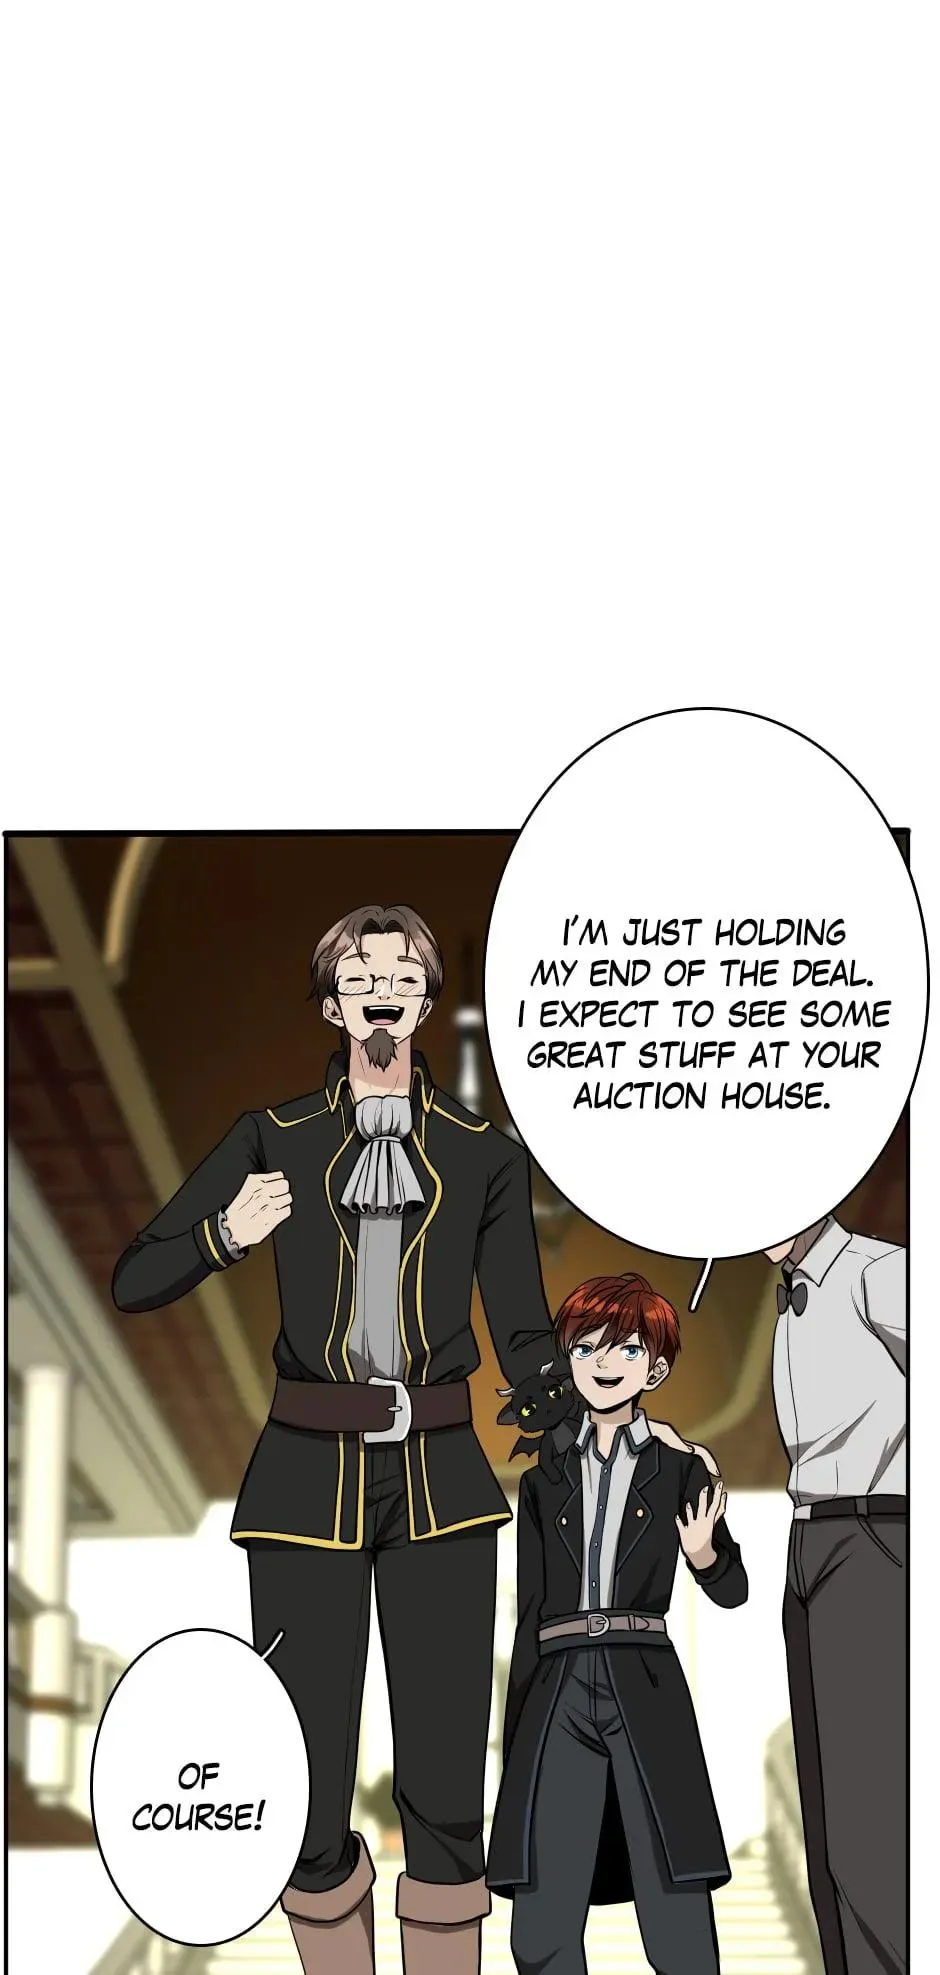 I'M JUST HOLDING
MY END OF THE DEAL.
I EXPECT TO SEE SOME
GREAT STUFF AT YOUR
AUCTION HOUSE.
OF
COURSE!